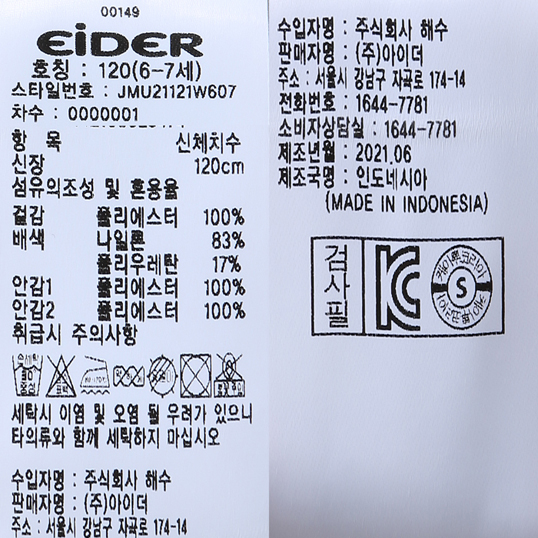 00149
EiDER
호칭 : 120(6-7세)
스타일번호 : JMU21121W607
차수 : 0000001
항 목 신체치수
신장 120cm
섬유의조성 및 혼용율
겉감 폴리에스터 100%
배색 나일론 83%
폴리우레탄 17%
안감1 폴리에스터 100%
안감2 폴리에스터 100%
취급시 주의사항
세탁시 이염 및 오염 될 우려가 있으니
타의류와 함께 세탁하지 마십시오
수입자명 : 주식회사 해수
판매자명 : (주)아이더
주소 : 서울시 강남구 자곡로 174-14
수입자명 : 주식회사 해수
판매자명 : (주)아이더
주소 : 서울시 강남구 자곡로 174-14
전화번호 : 1644-7781
소비자상담실 : 1644-7781
제조년월 : 2021.06
제조국명 : 인도네시아
(MADE IN INDONESIA)
검사필
KC
S